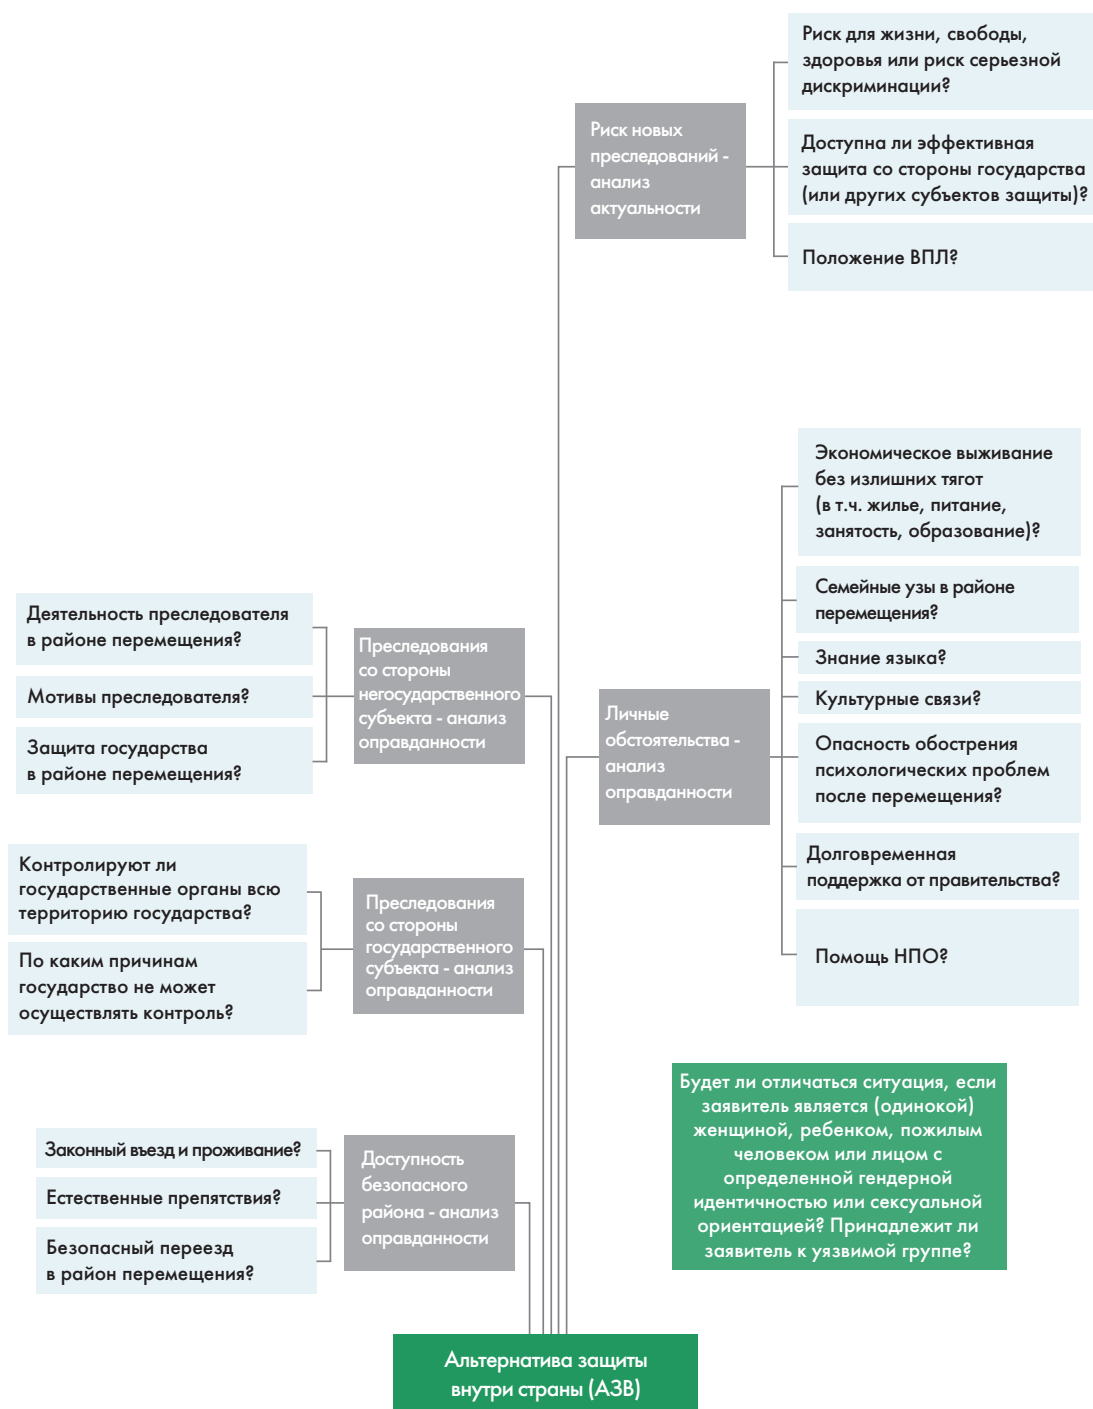 Риск для жизни, свободы,
здоровья или риск серьезной
дискриминации?
Риск новых
преследований -
анализ
актуальности
Доступна ли эффективная
защита со стороны государства
(или других субъектов защиты)?
Положение ВПЛ?
Экономическое выживание
без излишних тягот
(в т.ч. жилье, питание,
занятость, образование)?
Семейные узы в районе
перемещения?
Знание языка?
Культурные связи?
Личные
обстоятельства -
анализ
оправданности
Опасность обострения
психологических проблем
после перемещения?
Долговременная
поддержка от правительства?
Помощь НПО?
Деятельность преследователя
в районе перемещения?
Мотивы преследователя?
Защита государства
в районе перемещения?
Преследования
со стороны
негосударственного
субъекта - анализ
оправданности
Контролируют ли
государственные органы всю
территорию государства?
По каким причинам
государство не может
осуществлять контроль?
Преследования
со стороны
государственного
субъекта - анализ
оправданности
Законный въезд и проживание?
Естественные препятствия?
Безопасный переезд
в район перемещения?
Доступность
безопасного
района - анализ
оправданности
Будет ли отличаться ситуация, если
заявитель является (одинокой)
женщиной, ребенком, пожилым
человеком или лицом с
определенной гендерной
идентичностью или сексуальной
ориентацией? Принадлежит ли
заявитель к уязвимой группе?
Альтернатива защиты
внутри страны (АЗВ)